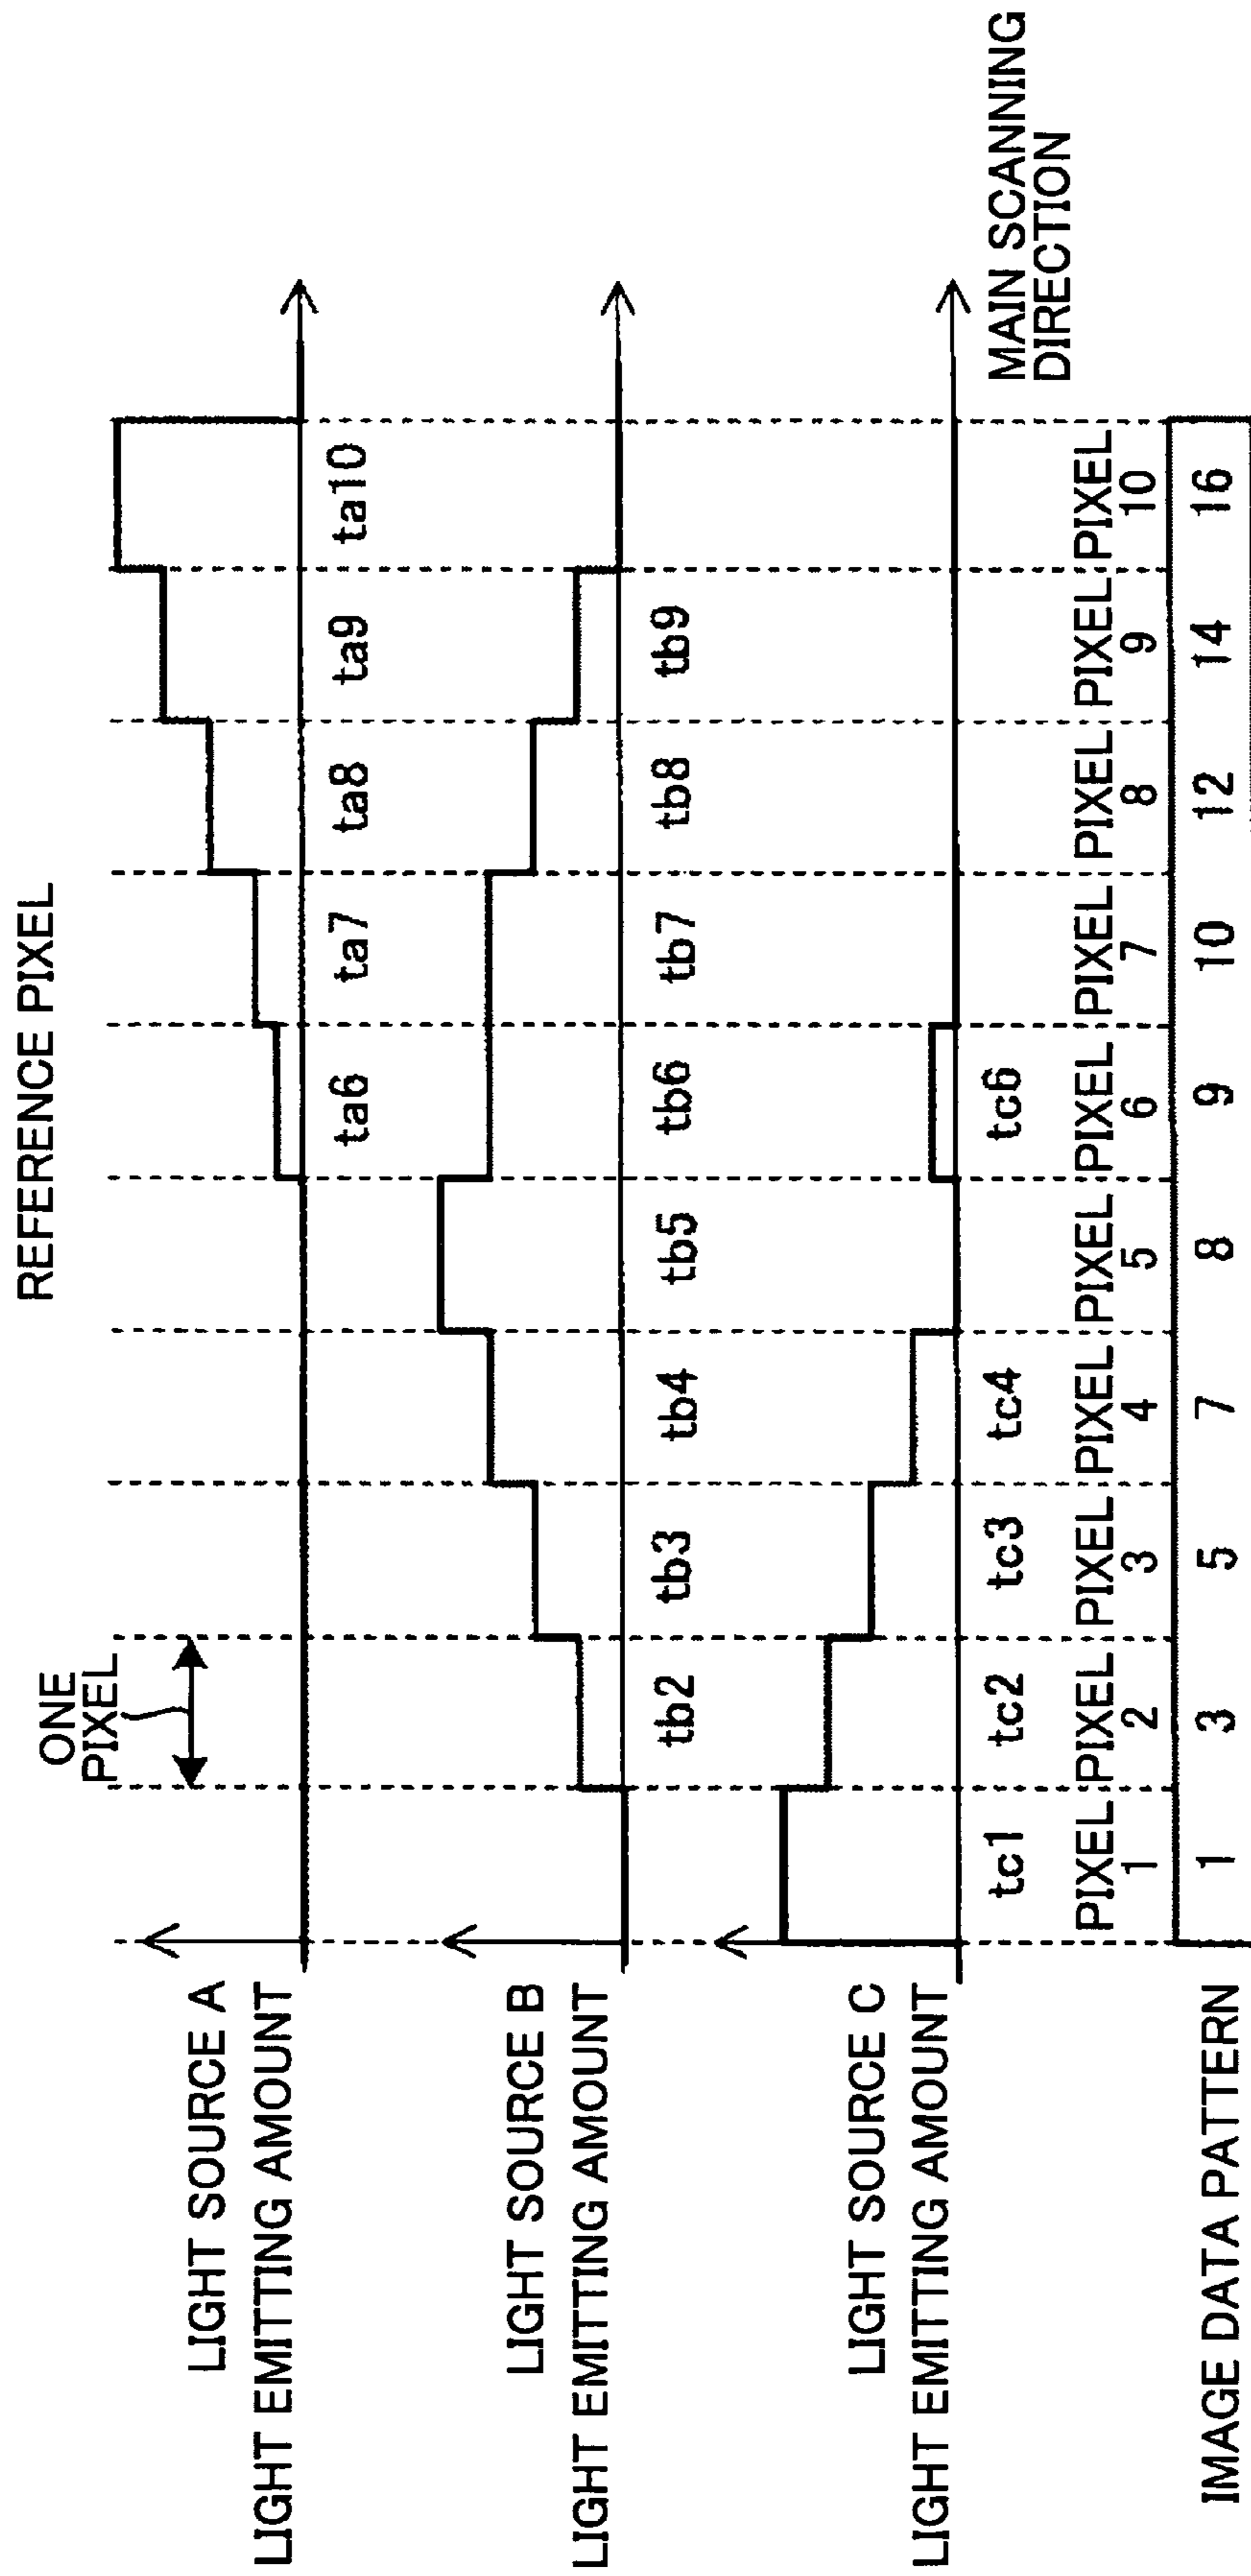 REFERENCE PIXEL
ONE
PIXEL
LIGHT SOURCE A
LIGHT EMITTING AMOUNT
ta6 ta7 ta8 ta9 ta10
LIGHT SOURCE B
LIGHT EMITTING AMOUNT
tb2 tb3 tb4 tb5 tb6 tb7 tb8 tb9
LIGHT SOURCE C
LIGHT EMITTING AMOUNT
tc1 tc2 tc3 tc4 tc6
MAIN SCANNING
DIRECTION
PIXEL PIXEL PIXEL PIXEL PIXEL PIXEL PIXEL PIXEL PIXEL PIXEL
1 2 3 4 5 6 7 8 9 10
IMAGE DATA PATTERN 1 3 5 7 8 9 10 12 14 16